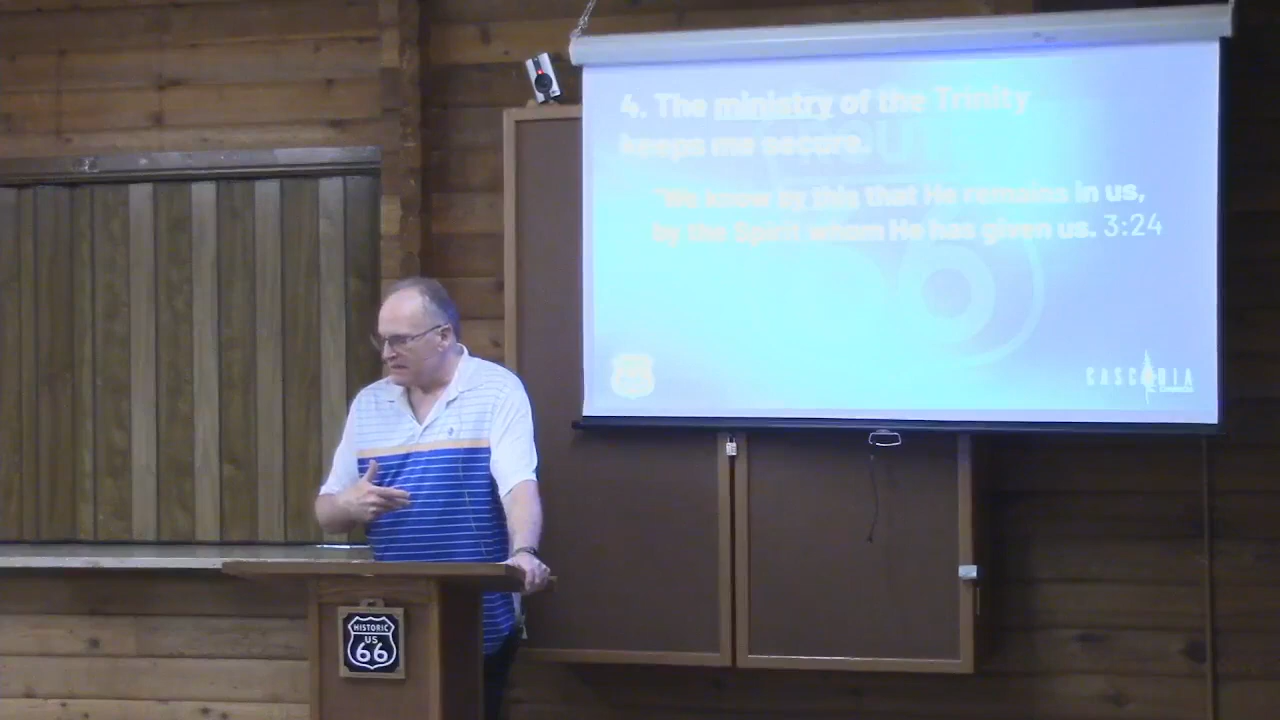 4. The ministry of the Trinity
keeps me secure.
"We know by this that He remains in us,
by the Spirit whom He has given us. 3:24
CASCADIA
HISTORIC
US
66